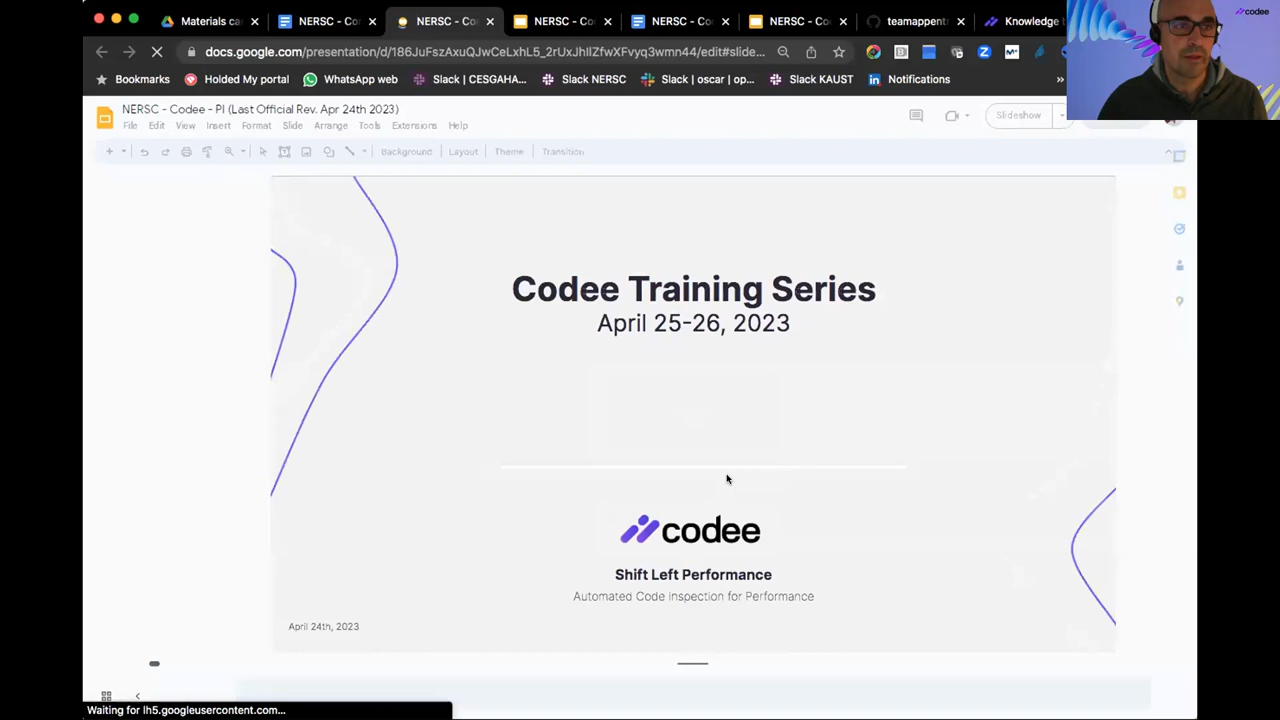 Materials ca
NERSC - Cor
NERSC - Co
NERSC - Co
NERSC - Co
NERSC - Co
teamappent
Knowledge
codee
docs.google.com/presentation/d/186JuFszAxuQJwCeLxhL5_2rUxJhIlZfwXFvyq3wmn44/edit#slide...
Bookmarks
Holded My portal
WhatsApp web
Slack | CESGAHA...
Slack NERSC
Slack | oscar | op...
Slack KAUST
Notifications
»
NERSC - Codee - PI (Last Official Rev. Apr 24th 2023)
File Edit View Insert Format Slide Arrange Tools Extensions Help
Slideshow
Background Layout Theme Transition
Codee Training Series
April 25-26, 2023
codee
Shift Left Performance
Automated Code inspection for Performance
April 24th, 2023
Waiting for lh5.googleusercontent.com...